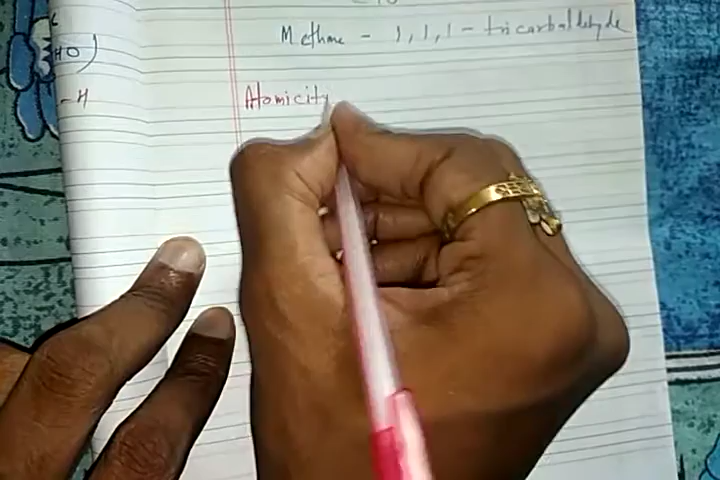 Methane - 1,1,1 - tricarbaldehyde
HO)
- H
Atomicity